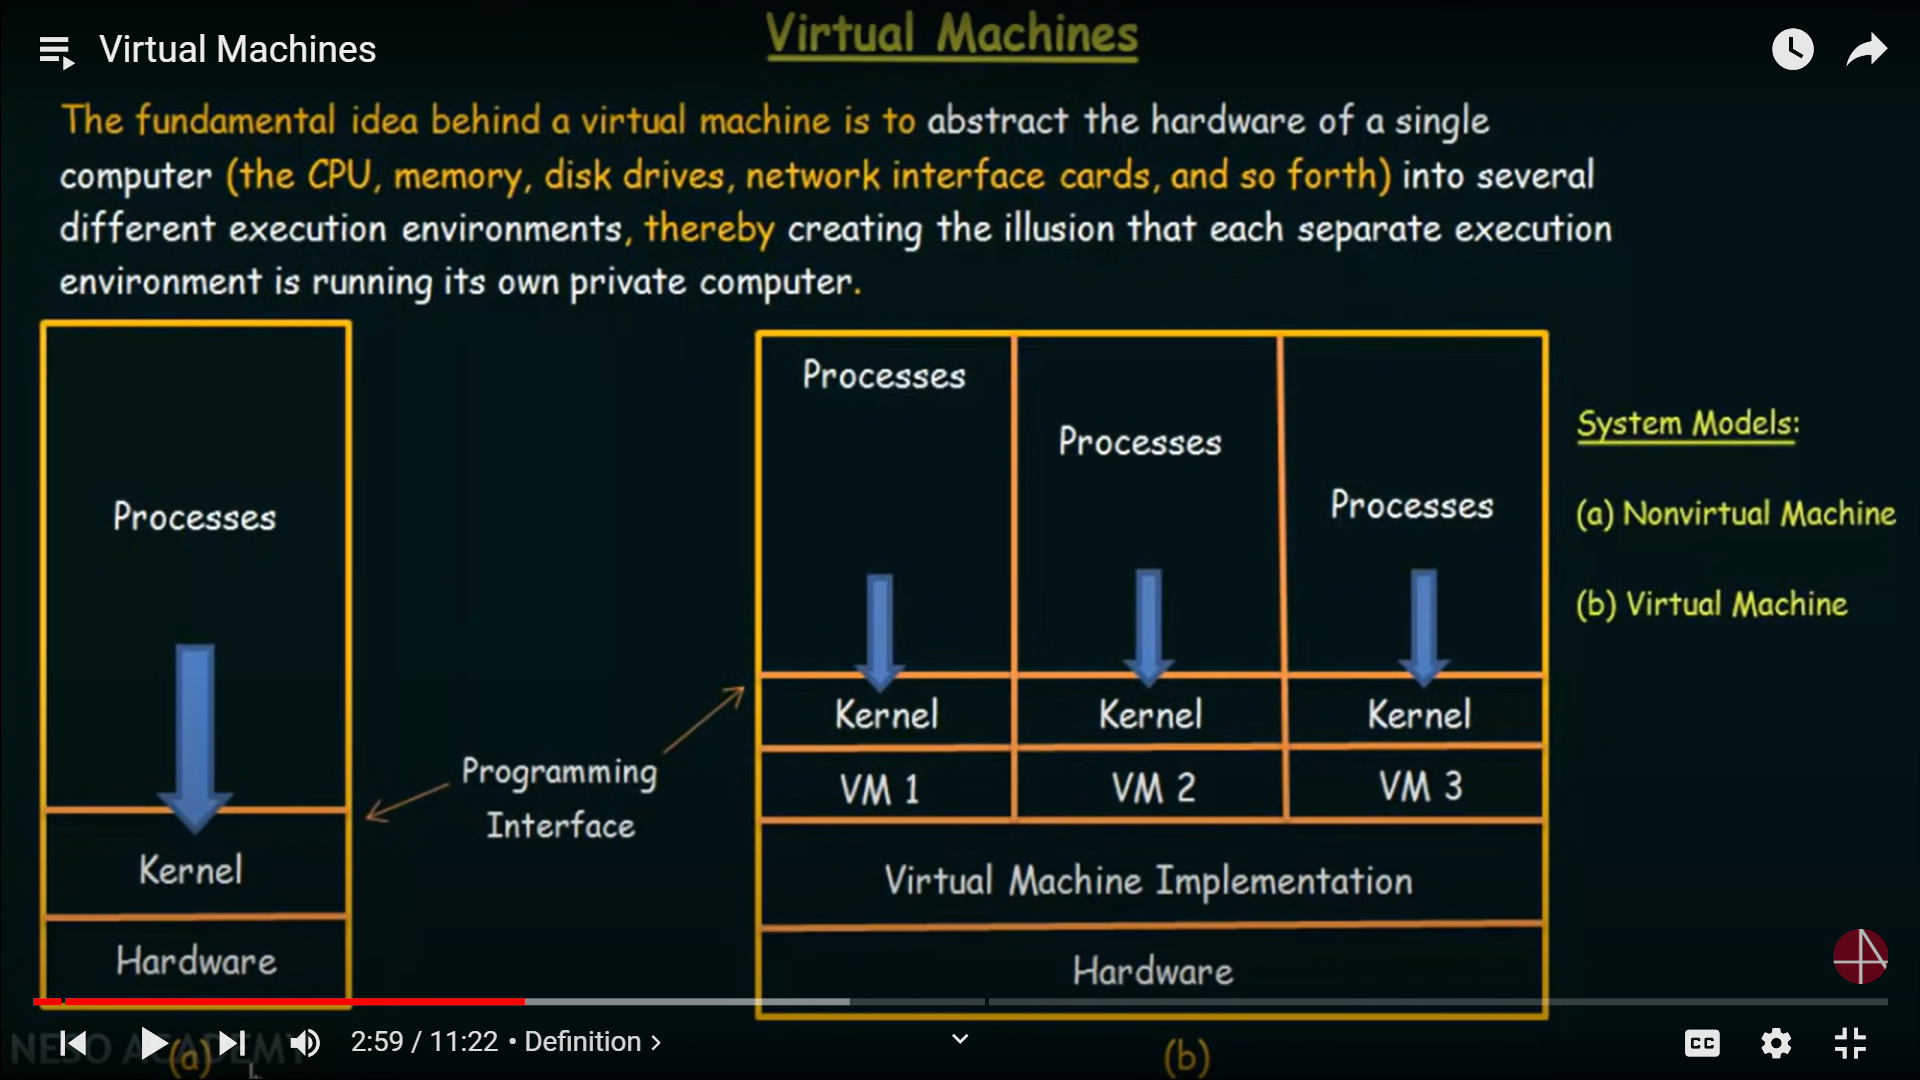 Virtual Machines
Virtual Machines
The fundamental idea behind a virtual machine is to abstract the hardware of a single
computer (the CPU, memory, disk drives, network interface cards, and so forth) into several
different execution environments, thereby creating the illusion that each separate execution
environment is running its own private computer.
Processes
Kernel
Hardware
Programming
Interface
Processes
Processes
Processes
Kernel
Kernel
Kernel
VM 1
VM 2
VM 3
Virtual Machine Implementation
Hardware
System Models:
(a) Nonvirtual Machine
(b) Virtual Machine
NESO ACADEMY
(a)
2:59 / 11:22 • Definition
(b)
CC